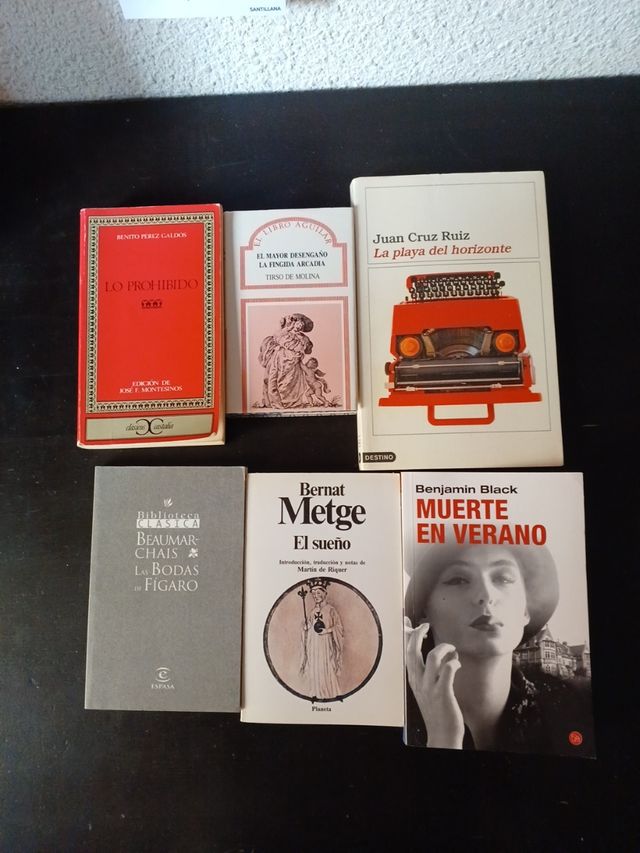 SANTILLANA
BENITO PEREZ GALDÓS
LO PROHIBIDO
EDICIÓN DE
JOSÉ F. MONTESINOS
clásicos castalia
EL LIBRO AGUILAR
EL MAYOR DESENGAÑO
LA FINGIDA ARCADIA
TIRSO DE MOLINA
Juan Cruz Ruiz
La playa del horizonte
DESTINO
Biblioteca
CLÁSICA
BEAUMAR-
CHAIS
LAS BODAS
DE FÍGARO
ESPASA
Bernat
Metge
El sueño
Introducción, traducción y notas de
Martín de Riquer
Planeta
Benjamin Black
MUERTE
EN VERANO